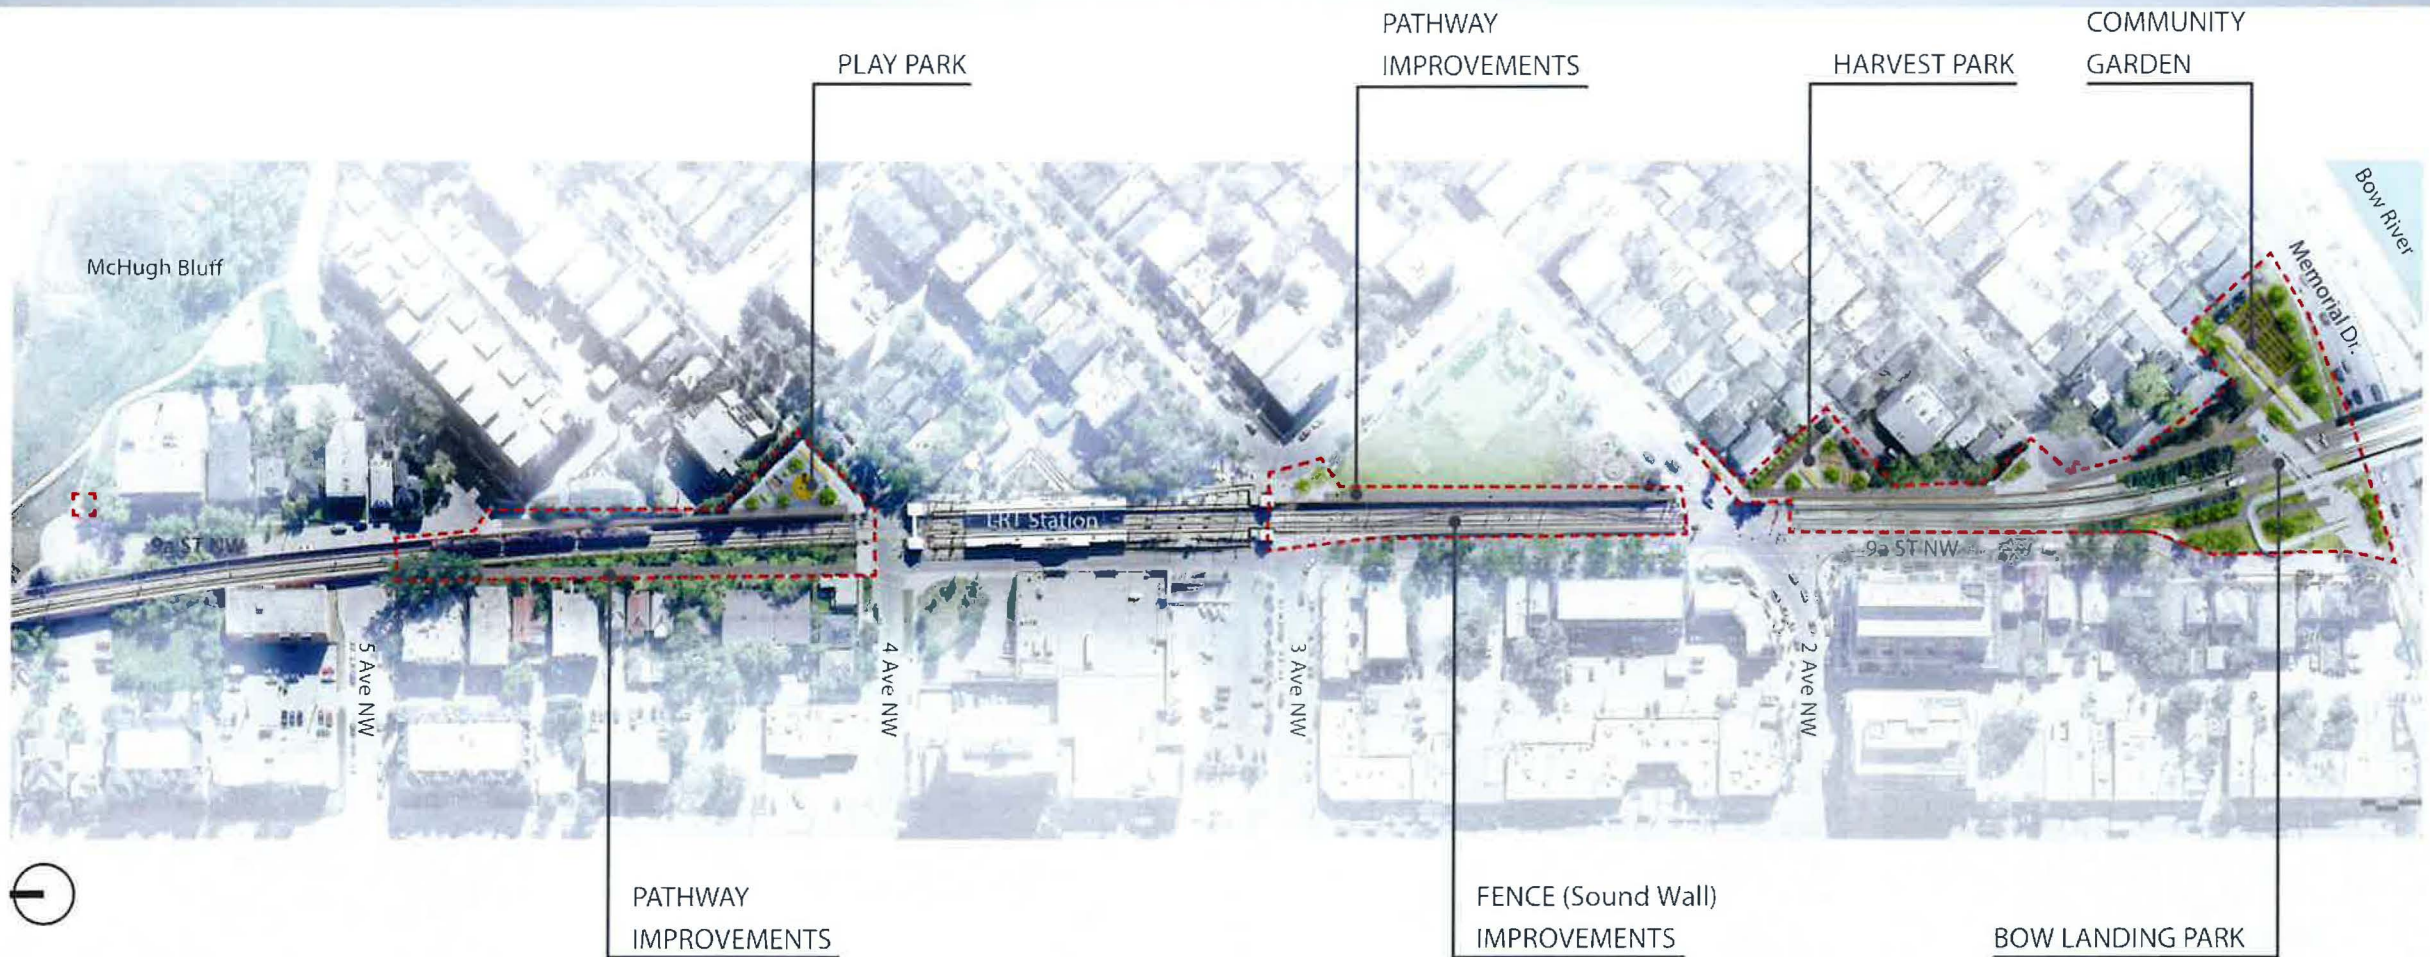 PATHWAY
IMPROVEMENTS
COMMUNITY
GARDEN
PLAY PARK
HARVEST PARK
Bow River
Memorial Dr.
McHugh Bluff
LRT Station
9a ST NW
9a ST NW
5 Ave NW
4 Ave NW
3 Ave NW
2 Ave NW
PATHWAY
IMPROVEMENTS
FENCE (Sound Wall)
IMPROVEMENTS
BOW LANDING PARK